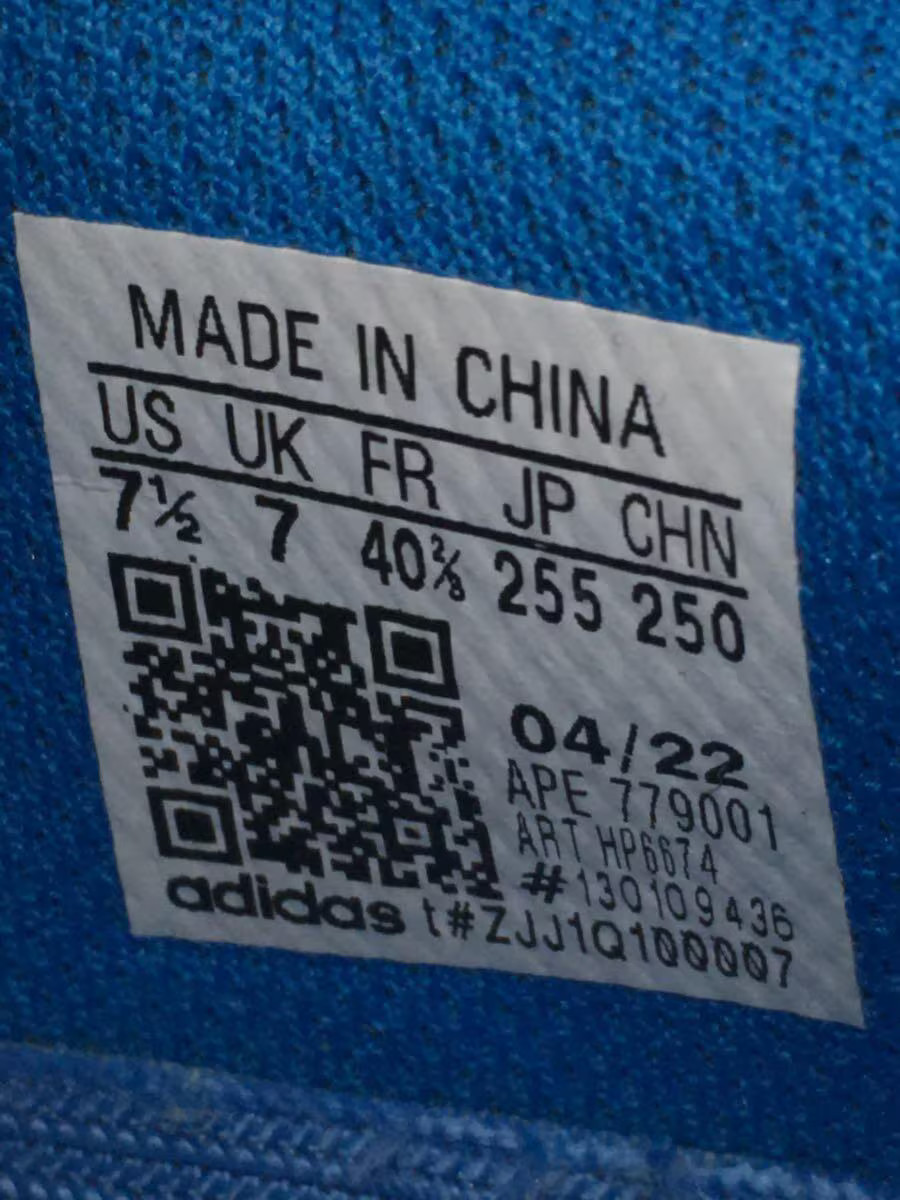 MADE IN CHINA
US UK FR JP CHN
7½ 7 40⅔ 255 250
04/22
APE 779001
ART HP6674
#130109436
adidas t#ZJJ1Q100007